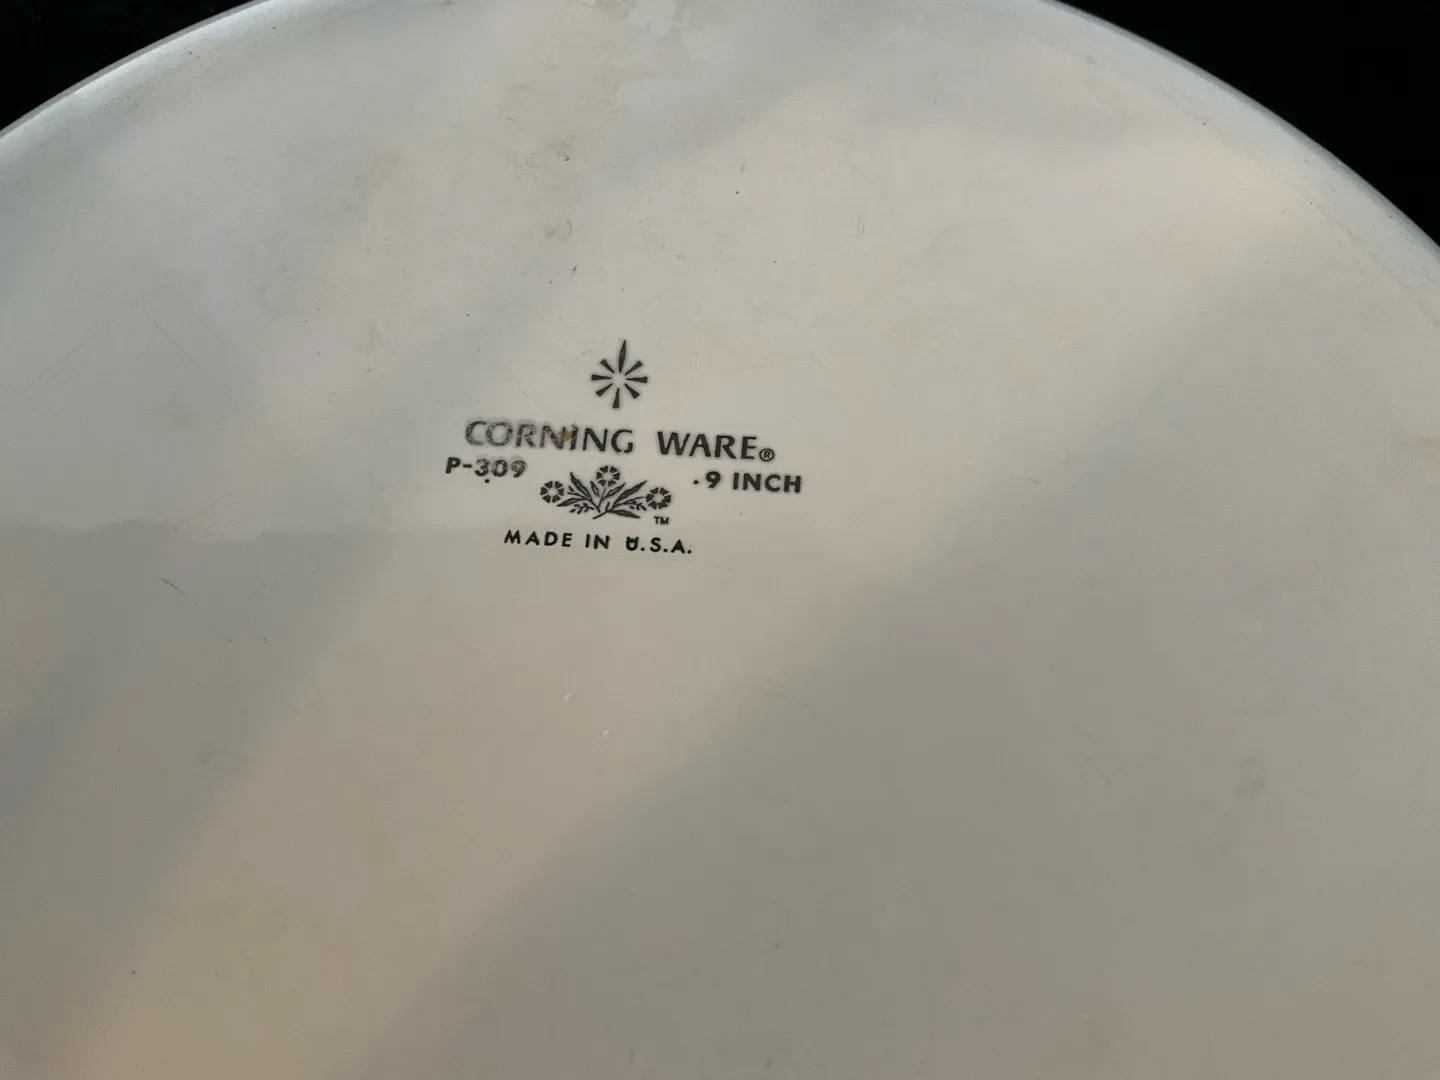 CORNING WARE®
P-309 .9 INCH
TM
MADE IN U.S.A.